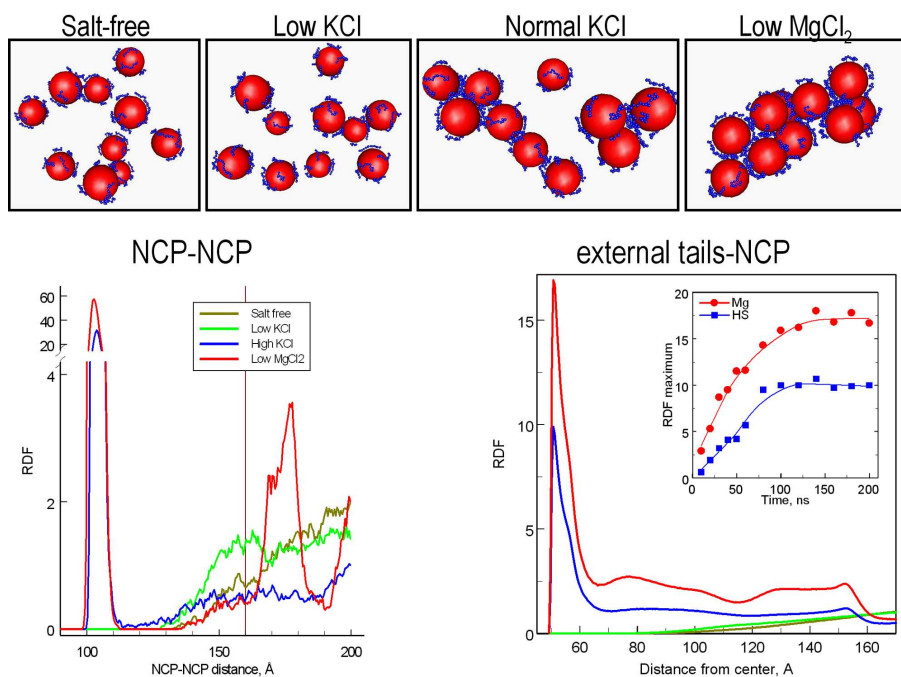 Salt-free
Low KCl
Normal KCl
Low MgCl₂
NCP-NCP
external tails-NCP
60
40
20
4
2
0
RDF
100
160
200
NCP-NCP distance, Å
Salt free
Low KCl
High KCl
Low MgCl2
15
10
5
0
RDF
40
60
80
100
120
140
160
Distance from center, A
20
15
10
5
0
RDF maximum
0
50
100
150
200
Time, ns
Mg
HS